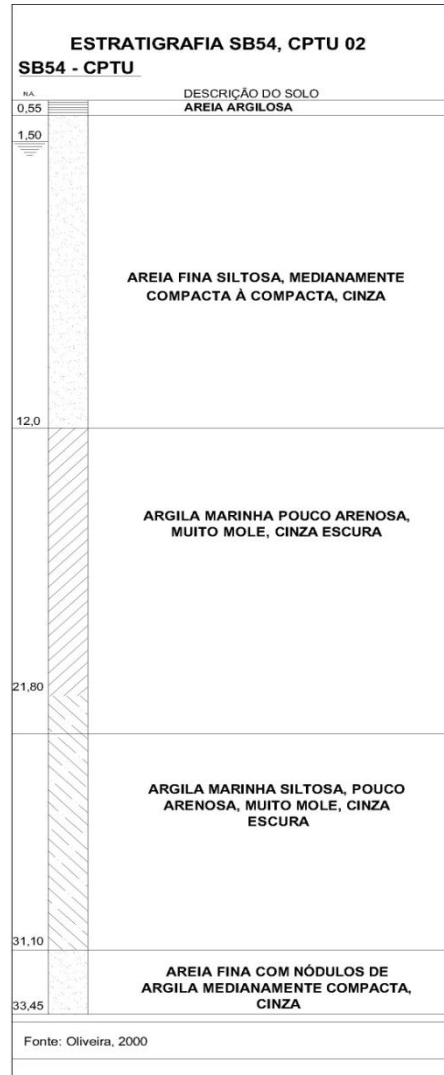 ESTRATIGRAFIA SB54, CPTU 02
SB54 - CPTU
N.A.
DESCRIÇÃO DO SOLO
0,55
AREIA ARGILOSA
1,50
AREIA FINA SILTOSA, MEDIANAMENTE
COMPACTA À COMPACTA, CINZA
12,0
ARGILA MARINHA POUCO ARENOSA,
MUITO MOLE, CINZA ESCURA
21,80
ARGILA MARINHA SILTOSA, POUCO
ARENOSA, MUITO MOLE, CINZA
ESCURA
31,10
AREIA FINA COM NÓDULOS DE
ARGILA MEDIANAMENTE COMPACTA,
CINZA
33,45
Fonte: Oliveira, 2000